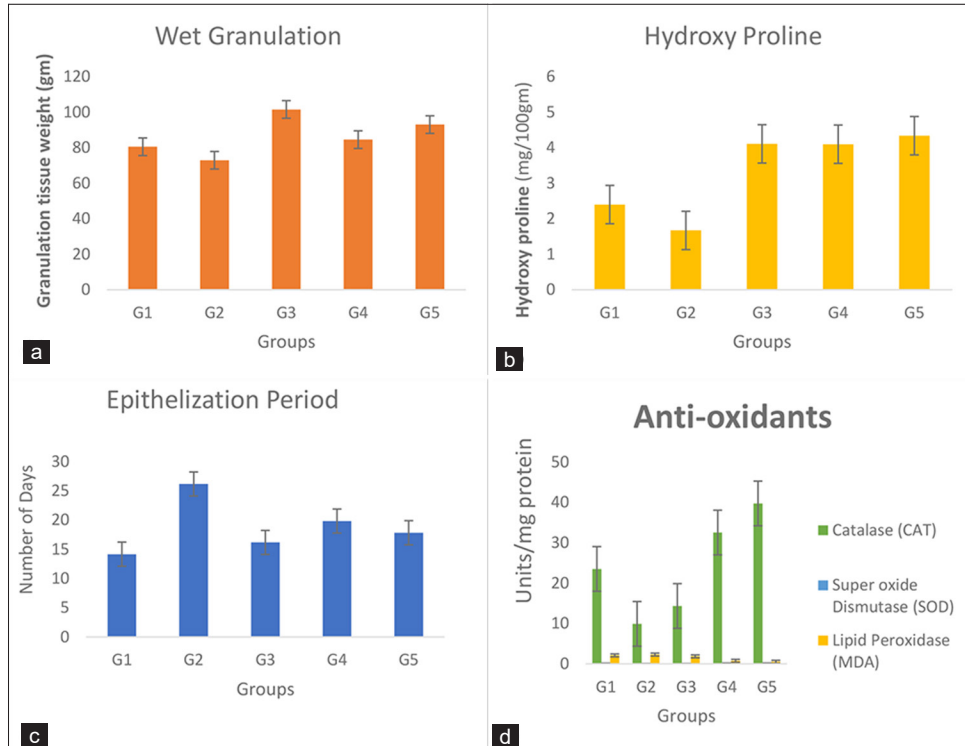 Wet Granulation
Granulation tissue weight (gm)
120
100
80
60
40
20
0
G1 G2 G3 G4 G5
Groups
a
Hydroxy Proline
Hydroxy proline (mg/100gm)
6
5
4
3
2
1
0
G1 G2 G3 G4 G5
Groups
b
Epithelization Period
Number of Days
30
25
20
15
10
5
0
G1 G2 G3 G4 G5
Groups
c
Anti-oxidants
Units/mg protein
50
40
30
20
10
0
G1 G2 G3 G4 G5
Groups
Catalase (CAT)
Super oxide
Dismutase (SOD)
Lipid Peroxidase
(MDA)
d